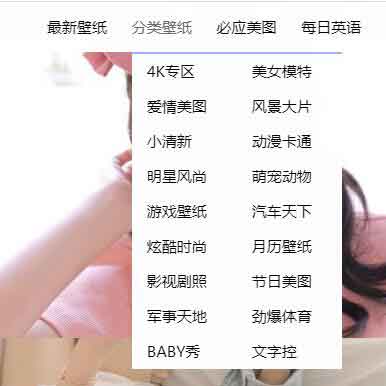 最新壁纸 分类壁纸 必应美图 每日英语
4K专区 美女模特
爱情美图 风景大片
小清新 动漫卡通
明星风尚 萌宠动物
游戏壁纸 汽车天下
炫酷时尚 月历壁纸
影视剧照 节日美图
军事天地 劲爆体育
BABY秀 文字控